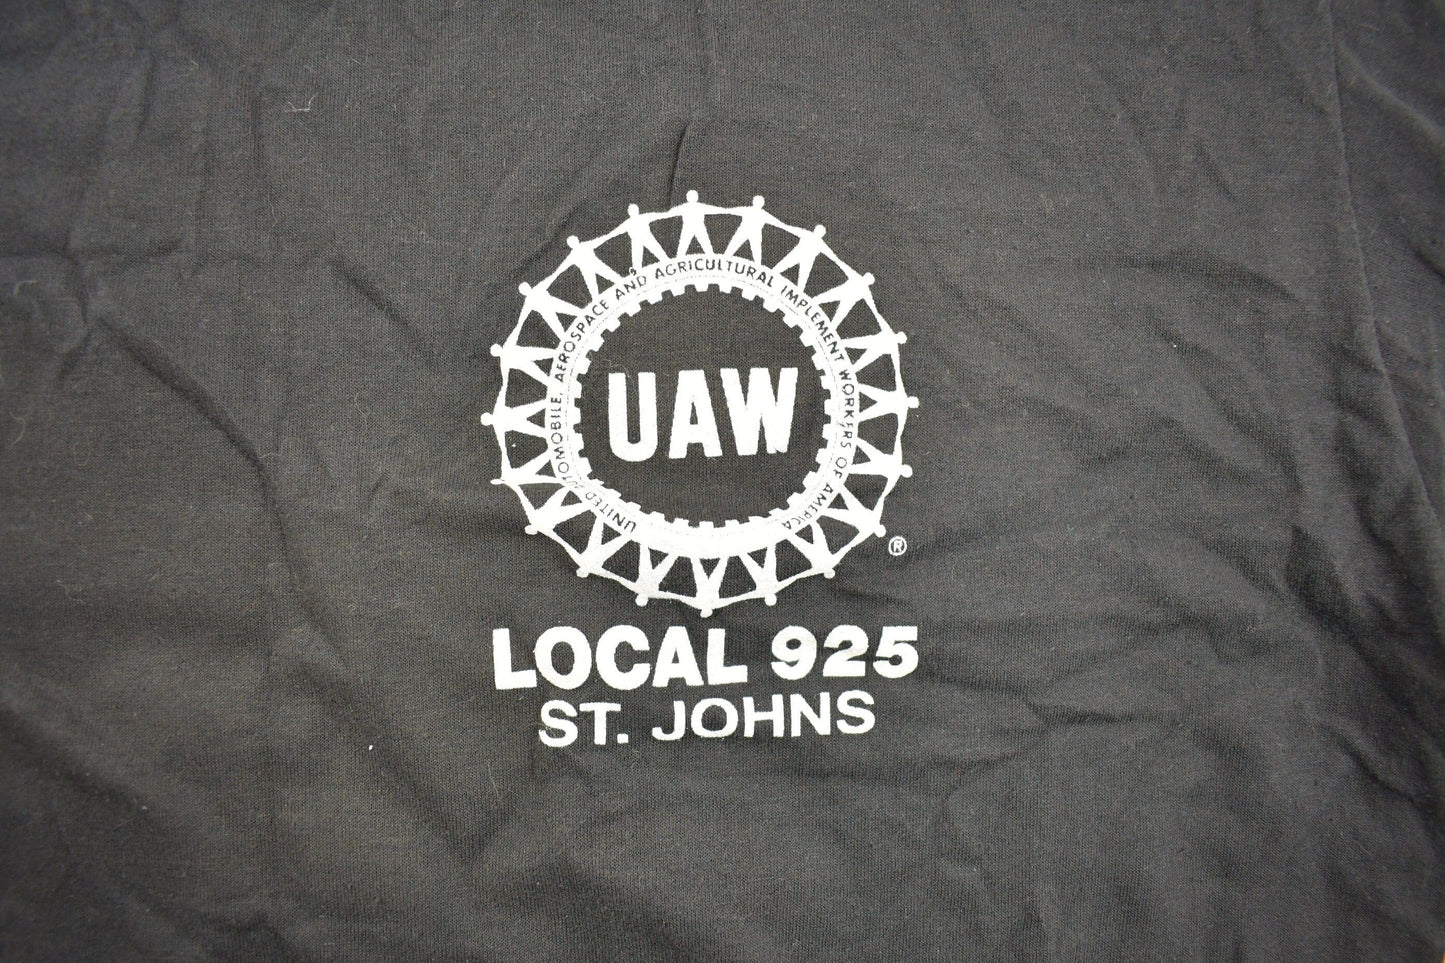 UNITED AUTOMOBILE, AEROSPACE AND AGRICULTURAL IMPLEMENT WORKERS OF AMERICA
UAW
®
LOCAL 925
ST. JOHNS